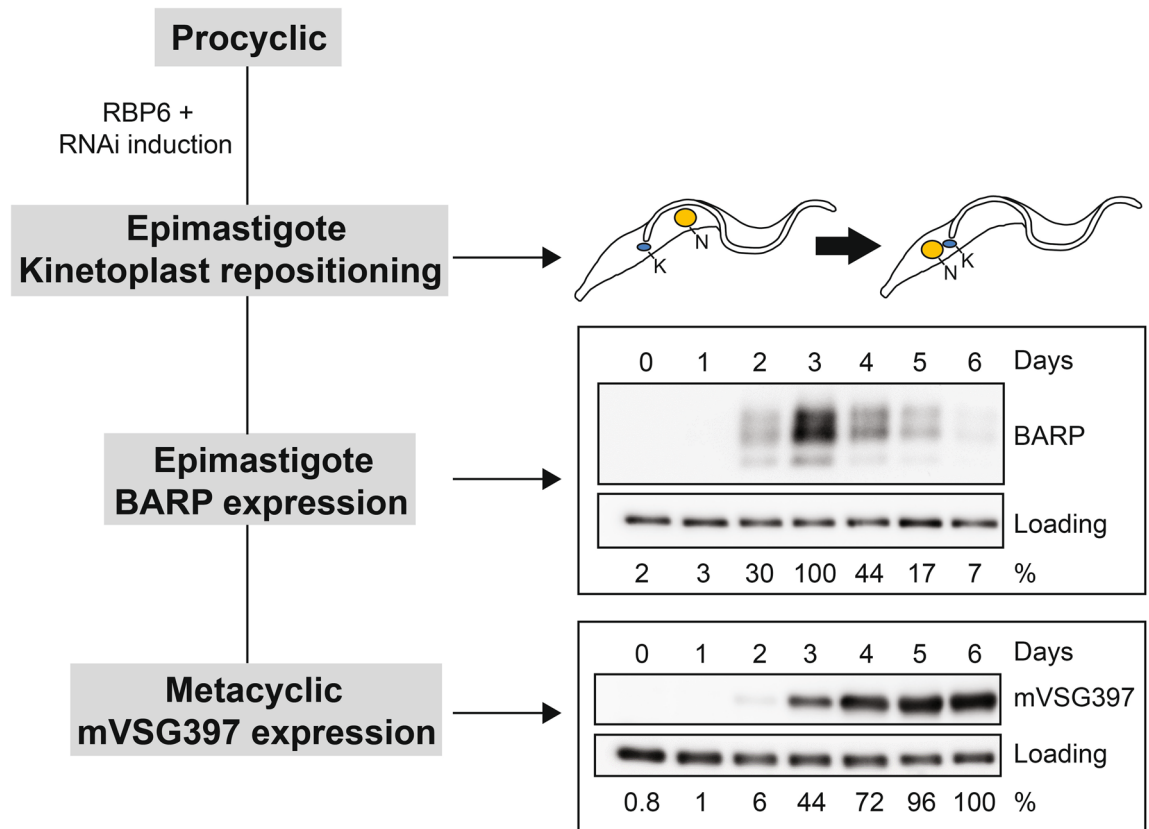 Procyclic
RBP6 +
RNAi induction
Epimastigote
Kinetoplast repositioning
N
K
N
K
0 1 2 3 4 5 6 Days
BARP
Epimastigote
BARP expression
Loading
2 3 30 100 44 17 7 %
0 1 2 3 4 5 6 Days
Metacyclic
mVSG397 expression
mVSG397
Loading
0.8 1 6 44 72 96 100 %